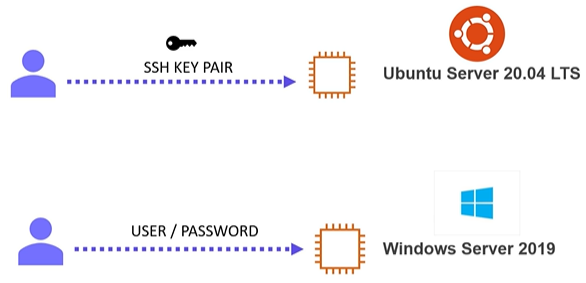 SSH KEY PAIR
Ubuntu Server 20.04 LTS
USER / PASSWORD
Windows Server 2019